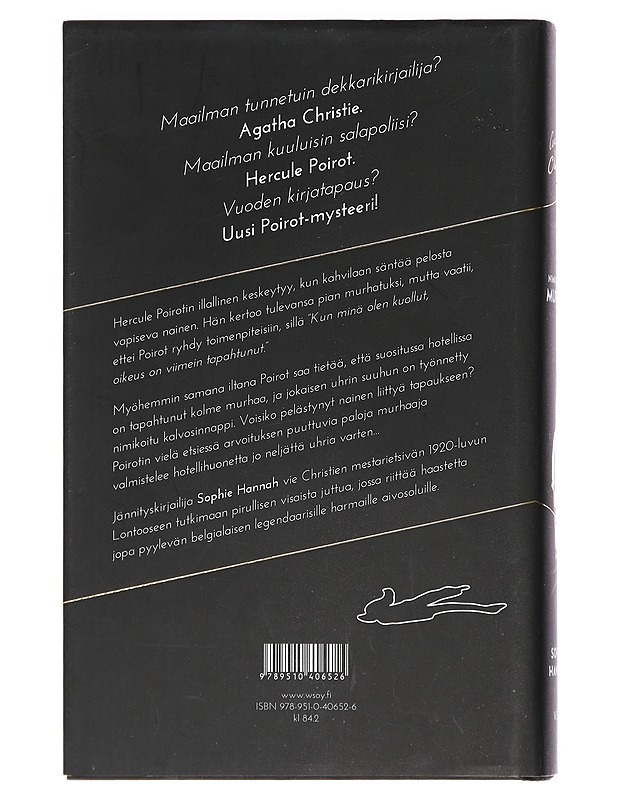 Maailman tunnetuin dekkarikirjailija?
Agatha Christie.
Maailman kuuluisin salapoliisi?
Hercule Poirot.
Vuoden kirjatapaus?
Uusi Poirot-mysteeri!
Hercule Poirotin illallinen keskeytyy, kun kahvilaan säntää pelosta
vapiseva nainen. Hän kertoo tulevansa pian murhatuksi, mutta vaatii,
ettei Poirot ryhdy toimenpiteisiin, sillä "Kun minä olen kuollut,
oikeus on viimein tapahtunut."
Myöhemmin samana iltana Poirot saa tietää, että suositussa hotellissa
on tapahtunut kolme murhaa, ja jokaisen uhrin suuhun on työnnetty
nimikoitu kalvosinnappi. Voisiko pelästynyt nainen liittyä tapaukseen?
Poirotin vielä etsiessä arvoituksen puuttuvia paloja murhaaja
valmistelee hotellihuonetta jo neljättä uhria varten...
Jännityskirjailija Sophie Hannah vie Christien mestarietsivän 1920-luvun
Lontooseen tutkimaan pirullisen visaista juttua, jossa riittää haastetta
jopa pyylevän belgialaisen legendaarisille harmaille aivosoluille.
9789510406526
www.wsoy.fi
ISBN 978-951-0-40652-6
kl 84.2